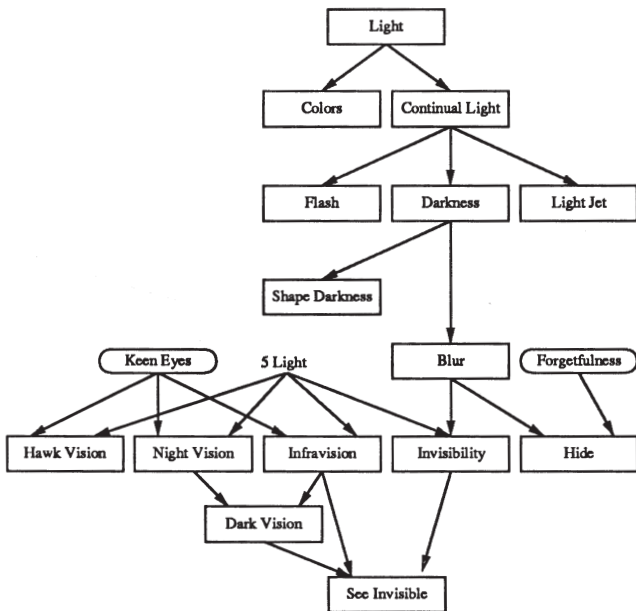 Light
Colors
Continual Light
Flash
Darkness
Light Jet
Shape Darkness
Keen Eyes
5 Light
Blur
Forgetfulness
Hawk Vision
Night Vision
Infravision
Invisibility
Hide
Dark Vision
See Invisible